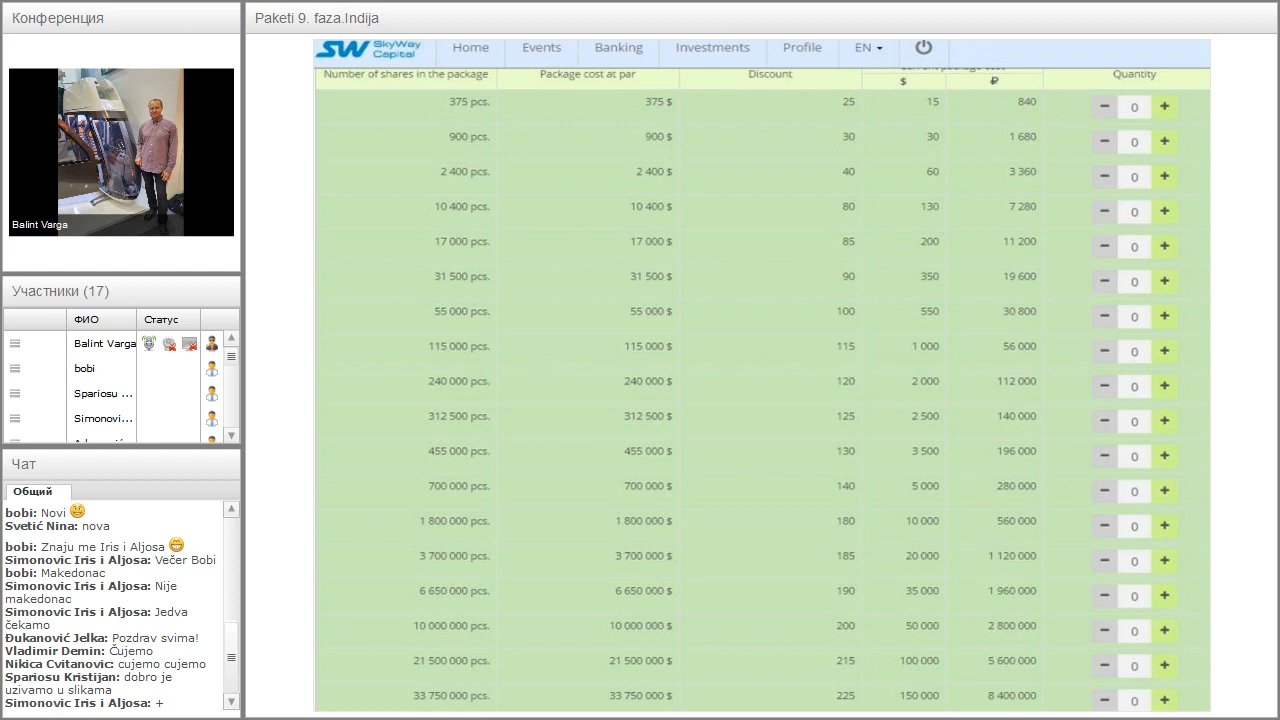 Конференция
Balint Varga
Участники (17)
ФИО Статус
Balint Varga
bobi
Spariosu ...
Simonovi...
Чат
Общий
bobi: Novi
Svetić Nina: nova
bobi: Znaju me Iris i Aljosa
Simonovic Iris i Aljosa: Večer Bobi
bobi: Makedonac
Simonovic Iris i Aljosa: Nije
makedonac
Simonovic Iris i Aljosa: Jedva
čekamo
Đukanović Jelka: Pozdrav svima!
Vladimir Demin: Čujemo
Nikica Cvitanovic: cujemo cujemo
Spariosu Kristijan: dobro je
uzivamo u slikama
Simonovic Iris i Aljosa: +
Paketi 9. faza.Indija
SW SkyWay Capital Home Events Banking Investments Profile EN
Number of shares in the package Package cost at par Discount $ ₽ Quantity
375 pcs. 375 $ 25 15 840 − 0 +
900 pcs. 900 $ 30 30 1 680 − 0 +
2 400 pcs. 2 400 $ 40 60 3 360 − 0 +
10 400 pcs. 10 400 $ 80 130 7 280 − 0 +
17 000 pcs. 17 000 $ 85 200 11 200 − 0 +
31 500 pcs. 31 500 $ 90 350 19 600 − 0 +
55 000 pcs. 55 000 $ 100 550 30 800 − 0 +
115 000 pcs. 115 000 $ 115 1 000 56 000 − 0 +
240 000 pcs. 240 000 $ 120 2 000 112 000 − 0 +
312 500 pcs. 312 500 $ 125 2 500 140 000 − 0 +
455 000 pcs. 455 000 $ 130 3 500 196 000 − 0 +
700 000 pcs. 700 000 $ 140 5 000 280 000 − 0 +
1 800 000 pcs. 1 800 000 $ 180 10 000 560 000 − 0 +
3 700 000 pcs. 3 700 000 $ 185 20 000 1 120 000 − 0 +
6 650 000 pcs. 6 650 000 $ 190 35 000 1 960 000 − 0 +
10 000 000 pcs. 10 000 000 $ 200 50 000 2 800 000 − 0 +
21 500 000 pcs. 21 500 000 $ 215 100 000 5 600 000 − 0 +
33 750 000 pcs. 33 750 000 $ 225 150 000 8 400 000 − 0 +